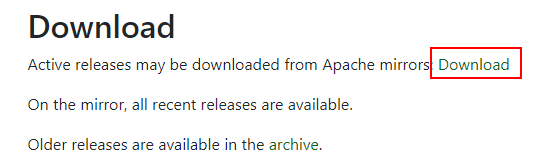 Download
Active releases may be downloaded from Apache mirrors: Download
On the mirror, all recent releases are available.
Older releases are available in the archive.